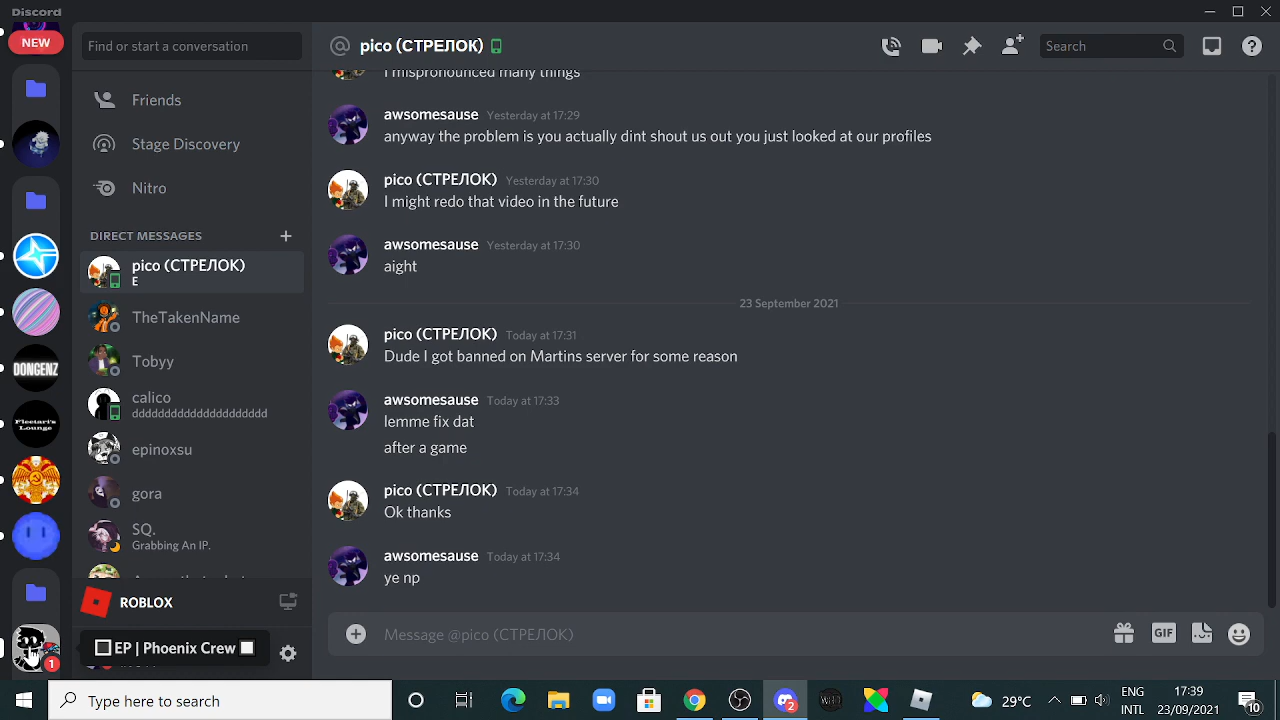 Discord
NEW
Find or start a conversation
Friends
Stage Discovery
Nitro
DIRECT MESSAGES
pico (СТРЕЛОК)
E
TheTakenName
Tobyy
calico
dddddddddddddddddddd
epinoxsu
gora
SQ.
Grabbing An IP.
ROBLOX
EP | Phoenix Crew
1
DONGENZ
Fleetari's
Lounge
pico (СТРЕЛОК)
Search
I mispronounced many things
awsomesause Yesterday at 17:29
anyway the problem is you actually dint shout us out you just looked at our profiles
pico (СТРЕЛОК) Yesterday at 17:30
I might redo that video in the future
awsomesause Yesterday at 17:30
aight
23 September 2021
pico (СТРЕЛОК) Today at 17:31
Dude I got banned on Martins server for some reason
awsomesause Today at 17:33
lemme fix dat
after a game
pico (СТРЕЛОК) Today at 17:34
Ok thanks
awsomesause Today at 17:34
ye np
Message @pico (СТРЕЛОК)
GIF
Type here to search
2
29°C
ENG
INTL
17:39
23/09/2021
10